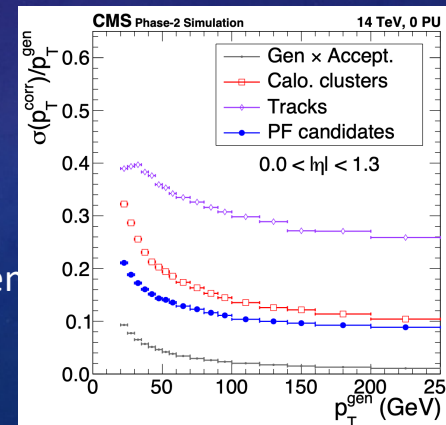 CMS Phase-2 Simulation 14 TeV, 0 PU
σ(p_T^corr)/p_T^gen
0.6
0.5
0.4
0.3
0.2
0.1
0.0
Gen × Accept.
Calo. clusters
Tracks
PF candidates
0.0 < |η| < 1.3
0 50 100 150 200 250
p_T^gen (GeV)